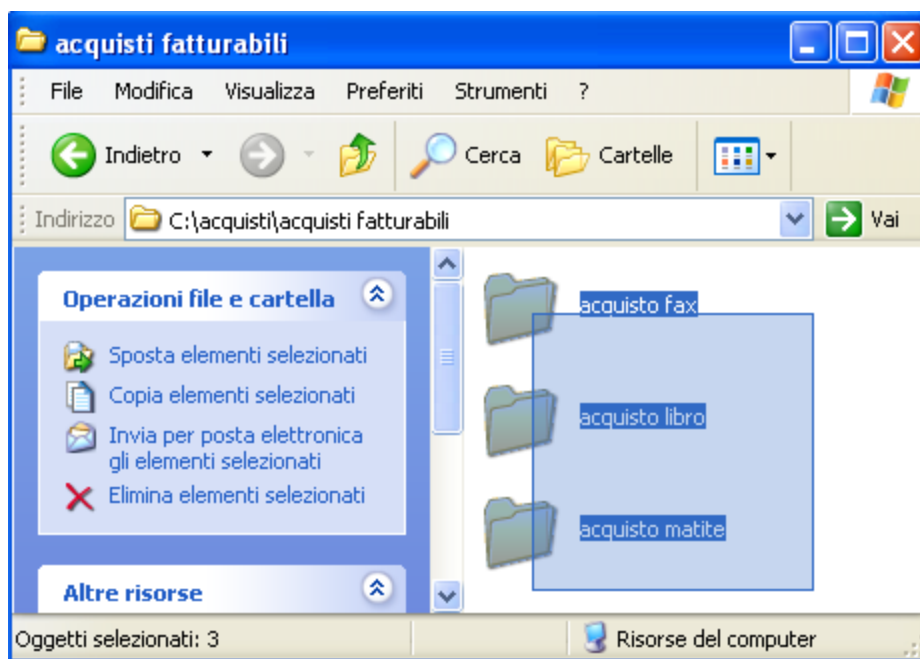 acquisti fatturabili
File Modifica Visualizza Preferiti Strumenti ?
Indietro Cerca Cartelle
Indirizzo C:\acquisti\acquisti fatturabili Vai
Operazioni file e cartella
Sposta elementi selezionati
Copia elementi selezionati
Invia per posta elettronica
gli elementi selezionati
Elimina elementi selezionati
Altre risorse
acquisto fax
acquisto libro
acquisto matite
Oggetti selezionati: 3 Risorse del computer